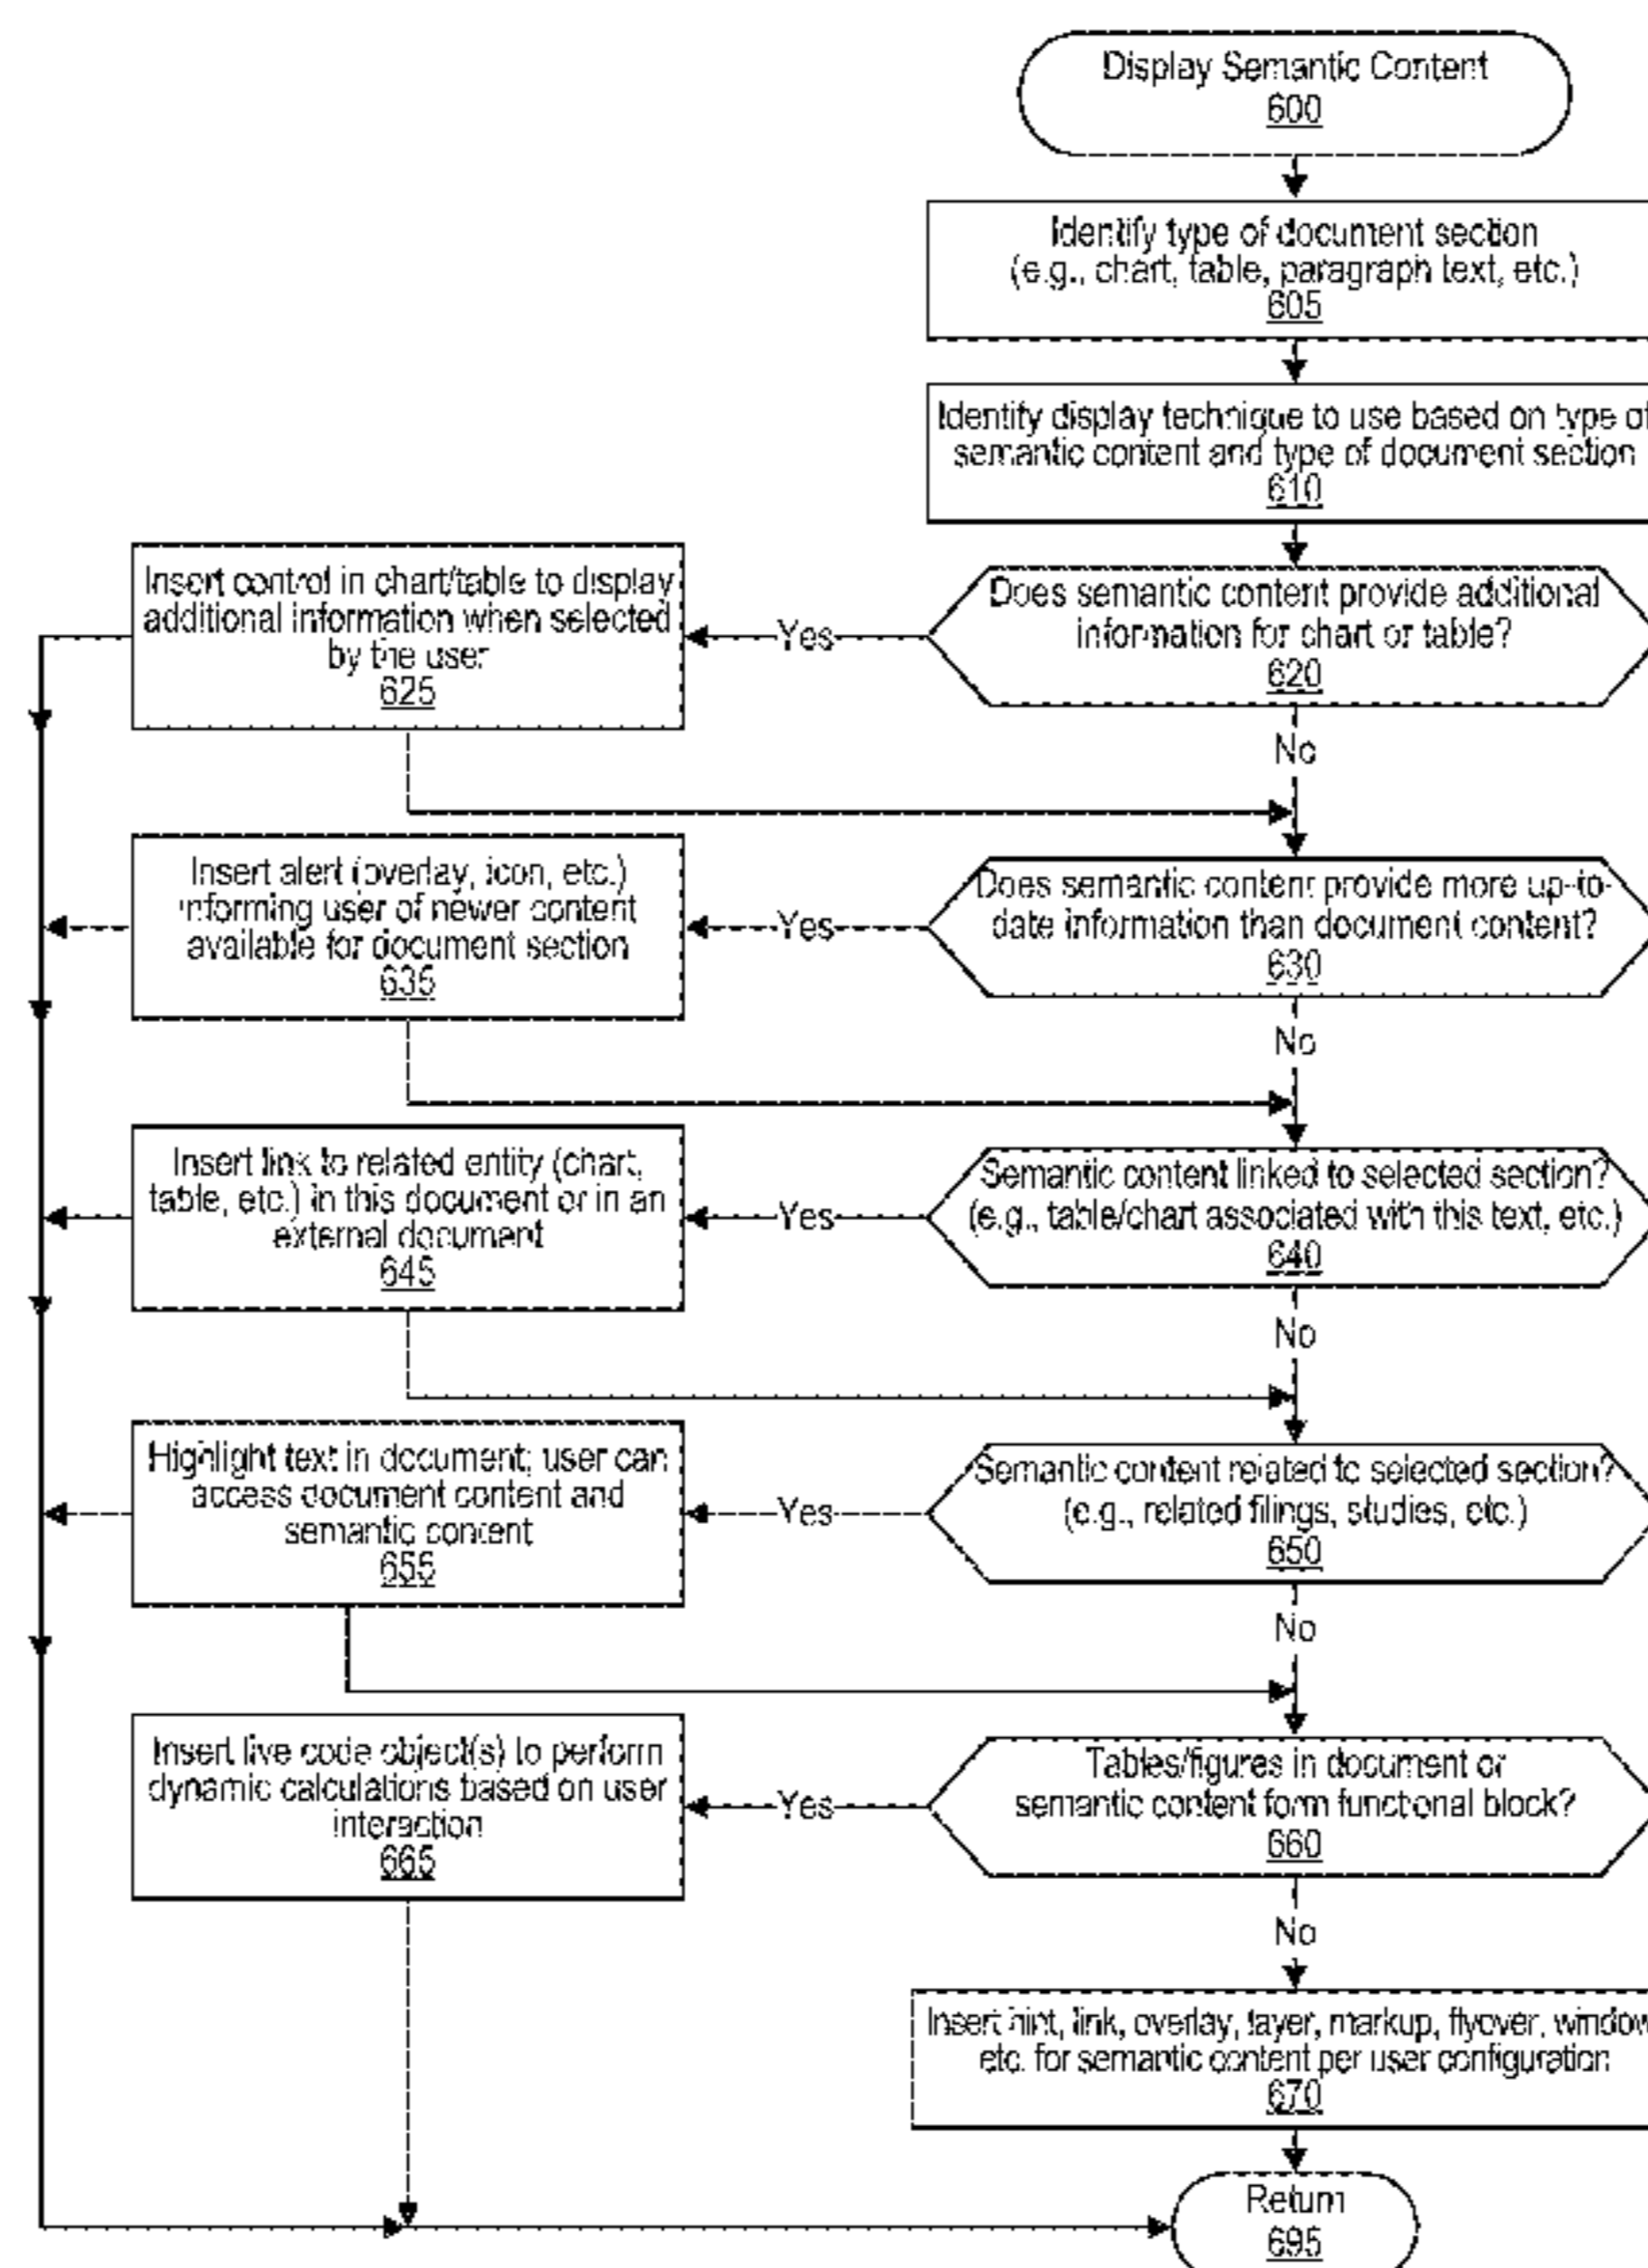 Display Semantic Content
600
Identify type of document section
(e.g., chart, table, paragraph text, etc.)
605
Identify display technique to use based on type of
semantic content and type of document section
610
Does semantic content provide additional
information for chart or table?
620
Yes
Insert control in chart/table to display
additional information when selected
by the user
625
No
Does semantic content provide more up-to-
date information than document content?
630
Yes
Insert alert (overlay, icon, etc.)
informing user of newer content
available for document section
635
No
Semantic content linked to selected section?
(e.g., table/chart associated with this text, etc.)
640
Yes
Insert link to related entity (chart,
table, etc.) in this document or in an
external document
645
No
Semantic content related to selected section?
(e.g., related filings, studies, etc.)
650
Yes
Highlight text in document; user can
access document content and
semantic content
655
No
Tables/figures in document or
semantic content form functional block?
660
Yes
Insert live code object(s) to perform
dynamic calculations based on user
interaction
665
No
Insert hint, link, overlay, layer, markup, flyover, window
etc. for semantic content per user configuration
670
Return
695